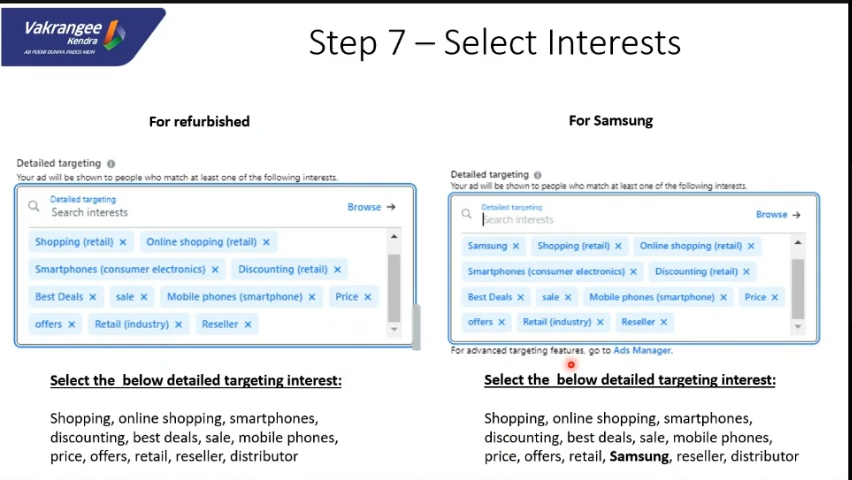 Vakrangee
Kendra
AB POORI DUNIYA PADOS MEIN
Step 7 – Select Interests
For refurbished
Detailed targeting
Your ad will be shown to people who match at least one of the following interests.
Detailed targeting
Search interests
Browse →
Shopping (retail) × Online shopping (retail) ×
Smartphones (consumer electronics) × Discounting (retail) ×
Best Deals × sale × Mobile phones (smartphone) × Price ×
offers × Retail (industry) × Reseller ×
Select the below detailed targeting interest:
Shopping, online shopping, smartphones,
discounting, best deals, sale, mobile phones,
price, offers, retail, reseller, distributor
For Samsung
Detailed targeting
Your ad will be shown to people who match at least one of the following interests.
Detailed targeting
Search interests
Browse →
Samsung × Shopping (retail) × Online shopping (retail) ×
Smartphones (consumer electronics) × Discounting (retail) ×
Best Deals × sale × Mobile phones (smartphone) × Price ×
offers × Retail (industry) × Reseller ×
For advanced targeting features, go to Ads Manager.
Select the below detailed targeting interest:
Shopping, online shopping, smartphones,
discounting, best deals, sale, mobile phones,
price, offers, retail, Samsung, reseller, distributor